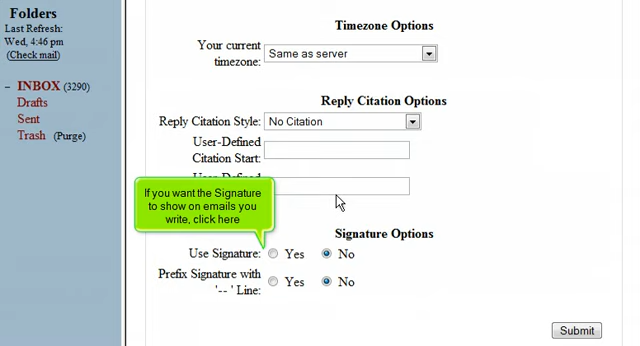 Folders
Last Refresh:
Wed, 4:46 pm
(Check mail)
– INBOX (3290)
Drafts
Sent
Trash (Purge)
Timezone Options
Your current
timezone:
Same as server
Reply Citation Options
Reply Citation Style:
No Citation
User-Defined
Citation Start:
User-Defined
If you want the Signature
to show on emails you
write, click here
Signature Options
Use Signature: Yes No
Prefix Signature with
'-- ' Line: Yes No
Submit